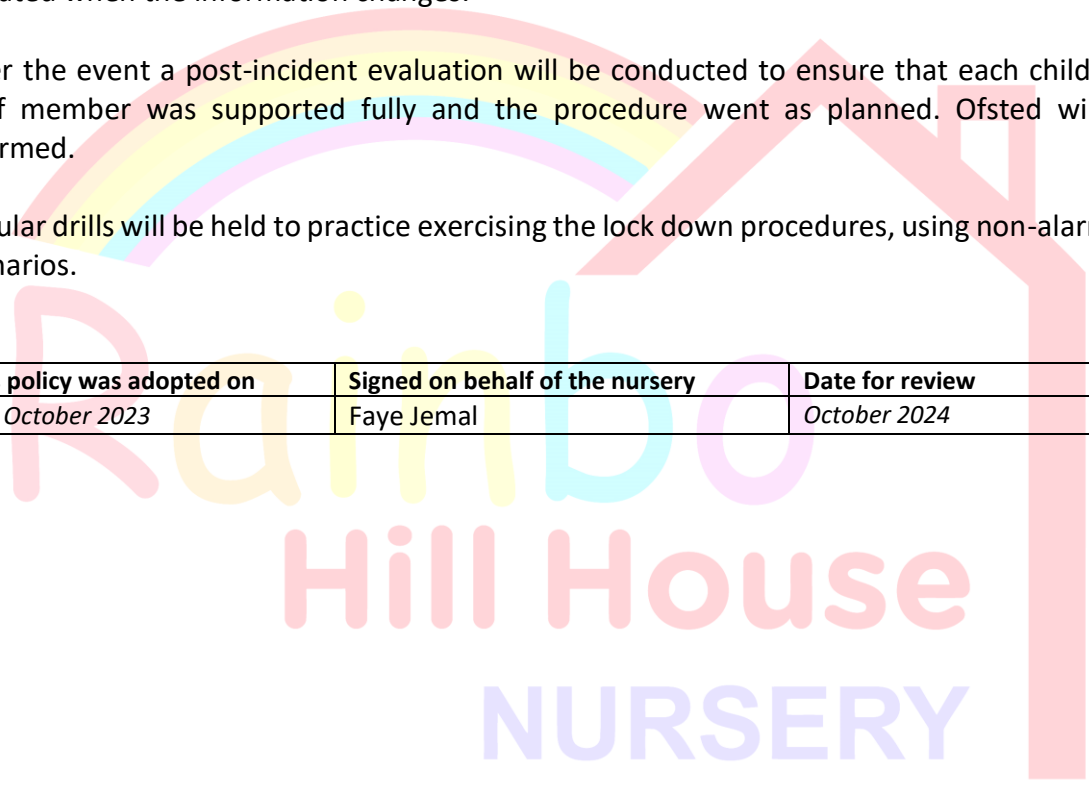 ated when the information changes.
r the event a post-incident evaluation will be conducted to ensure that each child
f member was supported fully and the procedure went as planned. Ofsted wi
rmed.
ular drills will be held to practice exercising the lock down procedures, using non-alar
narios.
policy was adopted on Signed on behalf of the nursery Date for review
October 2023 Faye Jemal October 2024
Rainbo
Hill House
NURSERY